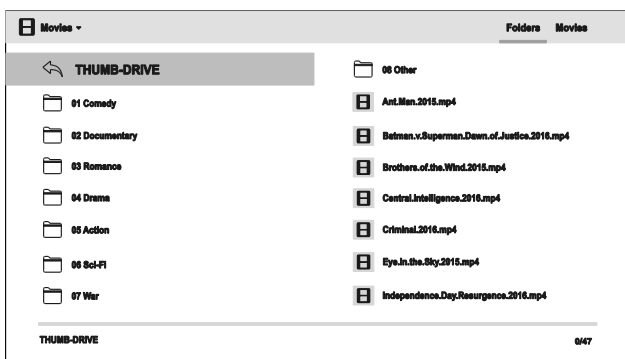 Movies
Folders Movies
THUMB-DRIVE
01 Comedy
02 Documentary
03 Romance
04 Drama
05 Action
06 Sci-Fi
07 War
08 Other
Ant.Man.2015.mp4
Batman.v.Superman.Dawn.of.Justice.2016.mp4
Brothers.of.the.Wind.2015.mp4
Central.Intelligence.2016.mp4
Criminal.2016.mp4
Eye.in.the.Sky.2015.mp4
Independence.Day.Resurgence.2016.mp4
THUMB-DRIVE
0/47